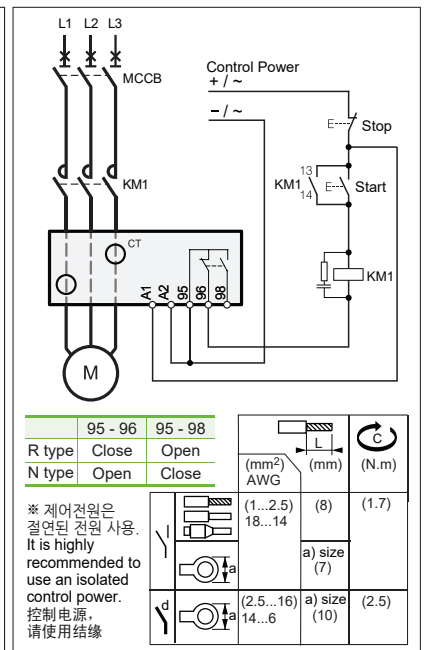 L1 L2 L3
MCCB
Control Power
+ / ~
− / ~
E Stop
13
KM1
14
E Start
KM1
KM1
CT
A1 A2 95 96 98
M
95 - 96 95 - 98
R type Close Open
N type Open Close
※ 제어전원은
절연된 전원 사용.
It is highly
recommended to
use an isolated
control power.
控制电源，
请使用结缘
L
C
(mm²)
AWG
(mm)
(N.m)
(1...2.5)
18...14
(8)
(1.7)
a
a) size
(7)
d
a
(2.5...16)
14...6
a) size
(10)
(2.5)